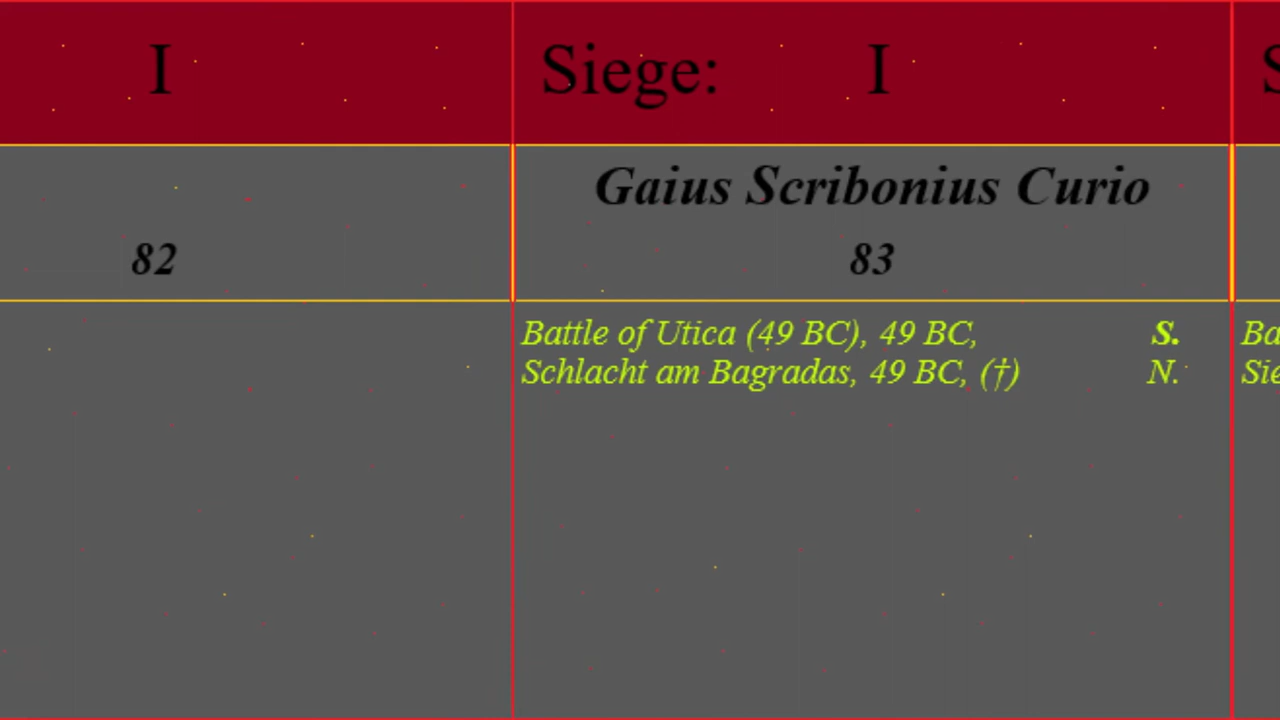 I
Siege: I
Gaius Scribonius Curio
82
83
Battle of Utica (49 BC), 49 BC, S.
Schlacht am Bagradas, 49 BC, (†) N.